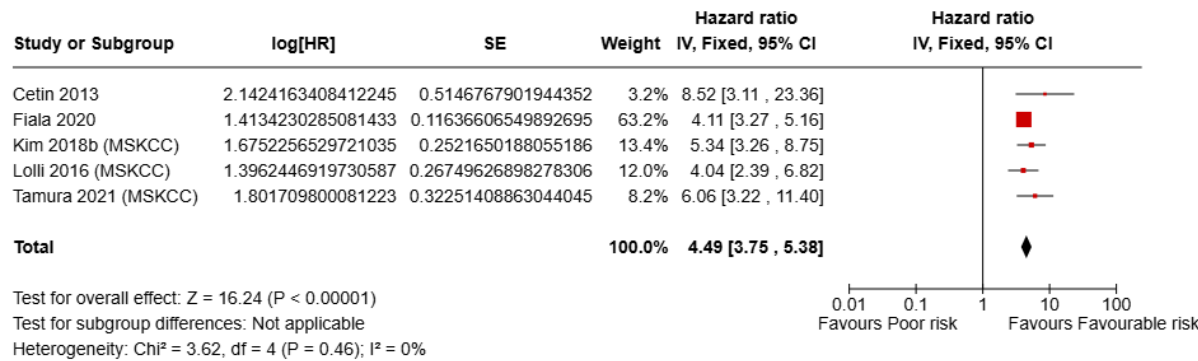 Hazard ratio Hazard ratio
Study or Subgroup log[HR] SE Weight IV, Fixed, 95% CI IV, Fixed, 95% CI
Cetin 2013 2.1424163408412245 0.5146767901944352 3.2% 8.52 [3.11 , 23.36]
Fiala 2020 1.4134230285081433 0.11636606549892695 63.2% 4.11 [3.27 , 5.16]
Kim 2018b (MSKCC) 1.6752256529721035 0.2521650188055186 13.4% 5.34 [3.26 , 8.75]
Lolli 2016 (MSKCC) 1.3962446919730587 0.26749626898278306 12.0% 4.04 [2.39 , 6.82]
Tamura 2021 (MSKCC) 1.801709800081223 0.32251408863044045 8.2% 6.06 [3.22 , 11.40]
Total 100.0% 4.49 [3.75 , 5.38]
Test for overall effect: Z = 16.24 (P < 0.00001)
Test for subgroup differences: Not applicable
Heterogeneity: Chi² = 3.62, df = 4 (P = 0.46); I² = 0%
0.01 0.1 1 10 100
Favours Poor risk Favours Favourable risk